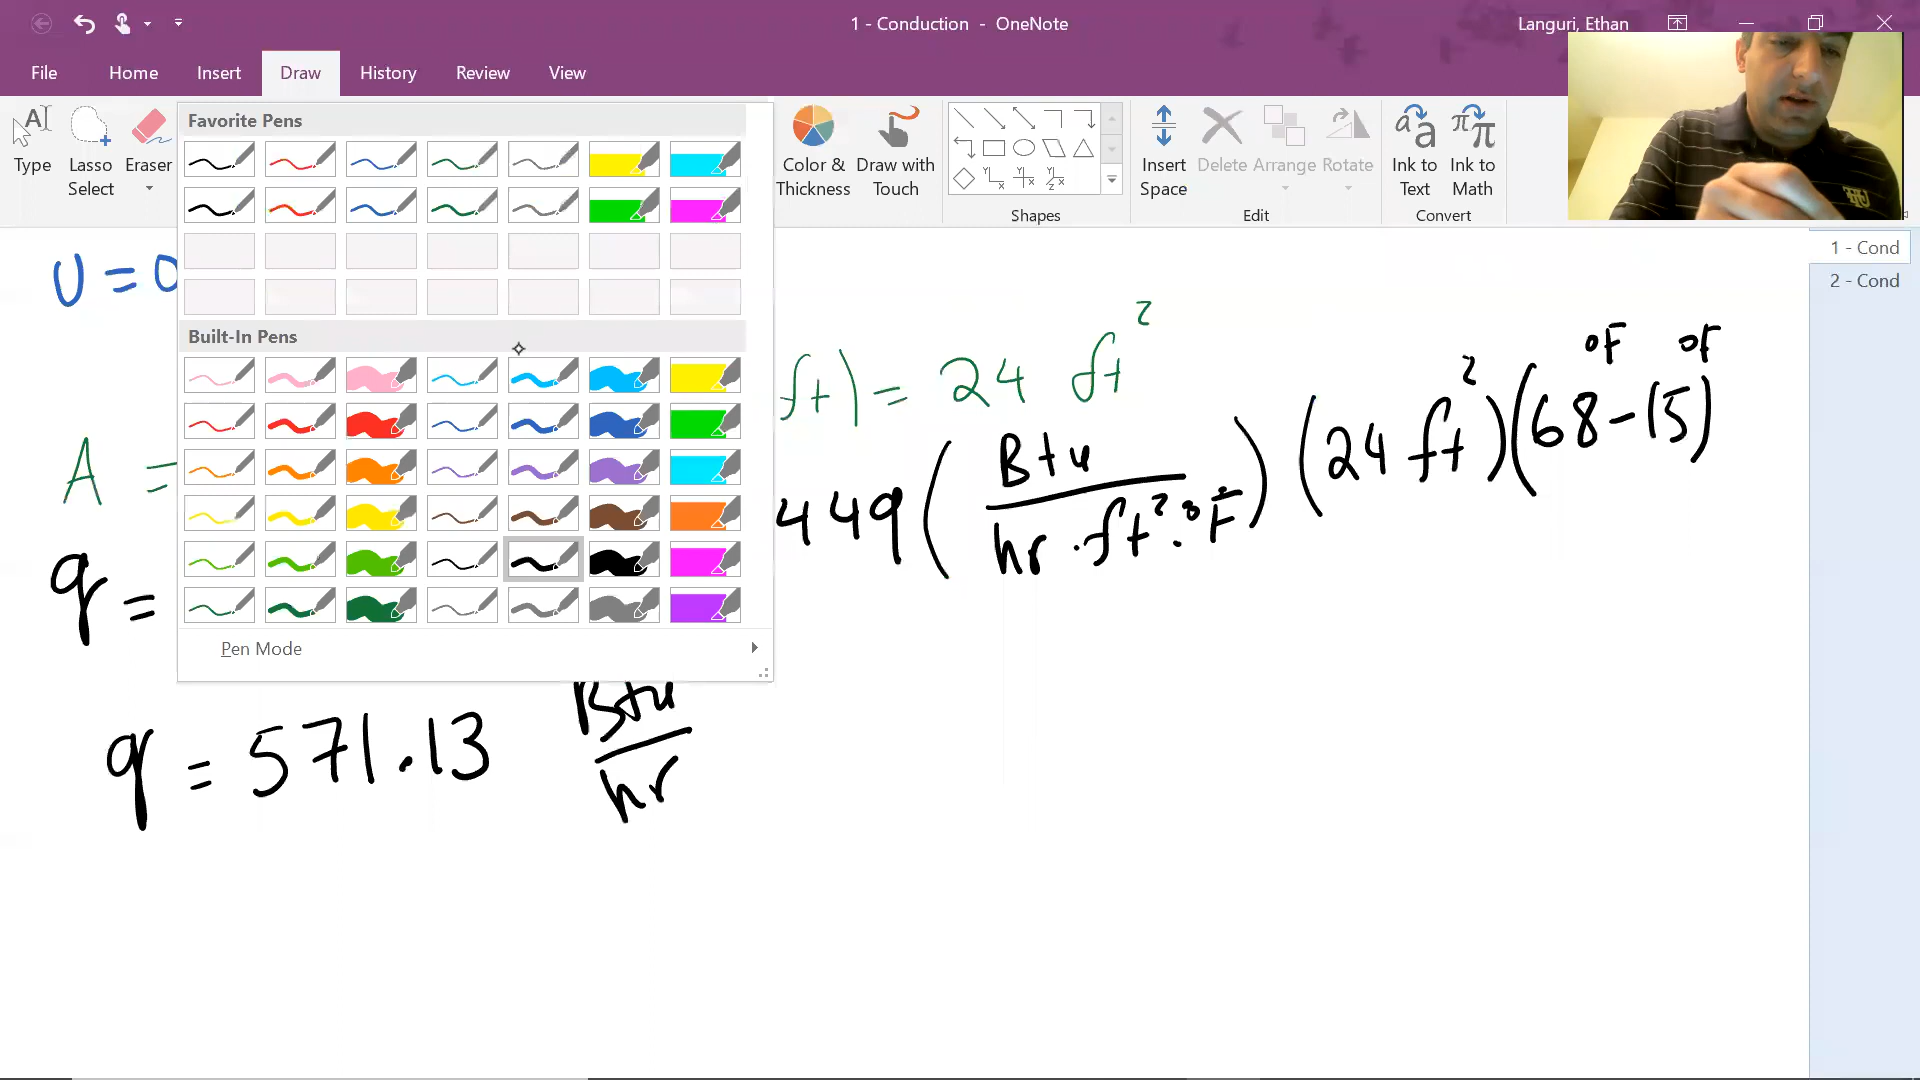 1 - Conduction - OneNote
Languri, Ethan
File Home Insert Draw History Review View
Type
Lasso Select
Eraser
Favorite Pens
Built-In Pens
Pen Mode
Color & Thickness
Draw with Touch
Shapes
Insert Space
Delete Arrange Rotate
Edit
Ink to Text
Ink to Math
Convert
1 - Cond
2 - Cond
U = 0
A =
ft) = 24 ft²
q =
449 (Btu / hr · ft² · °F) (24 ft²) (68 °F - 15 °F)
q = 571.13 Btu / hr